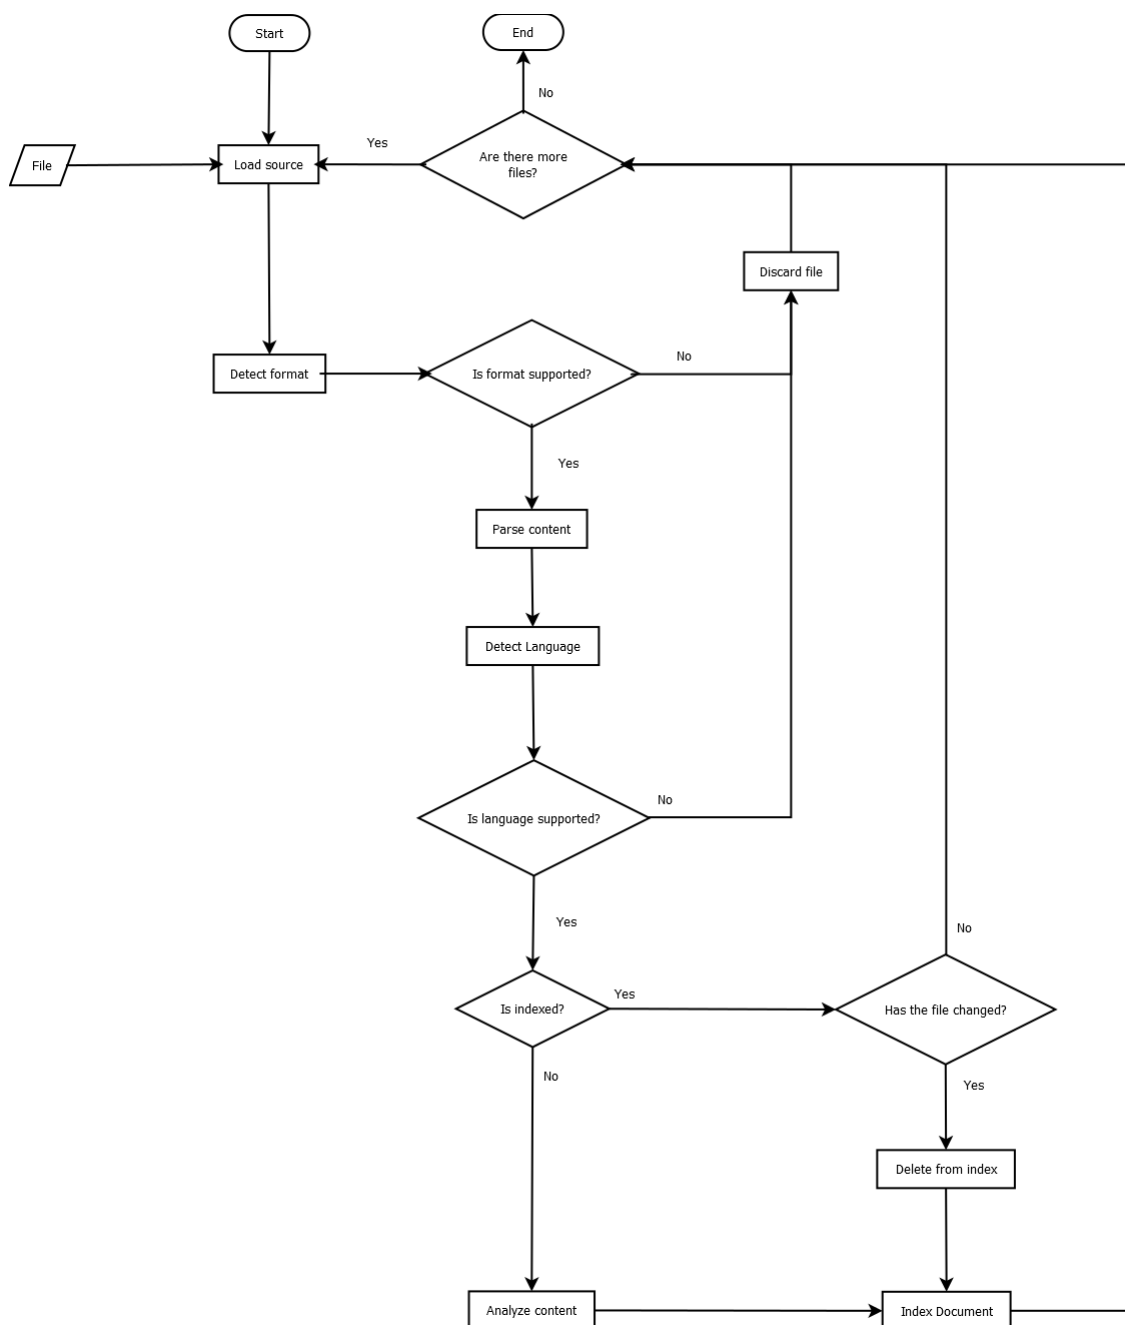 Start
End
No
Yes
Are there more
files?
File
Load source
Discard file
No
Detect format
Is format supported?
Yes
Parse content
Detect Language
No
Is language supported?
Yes
No
Yes
Is indexed?
Has the file changed?
No
Yes
Delete from index
Analyze content
Index Document